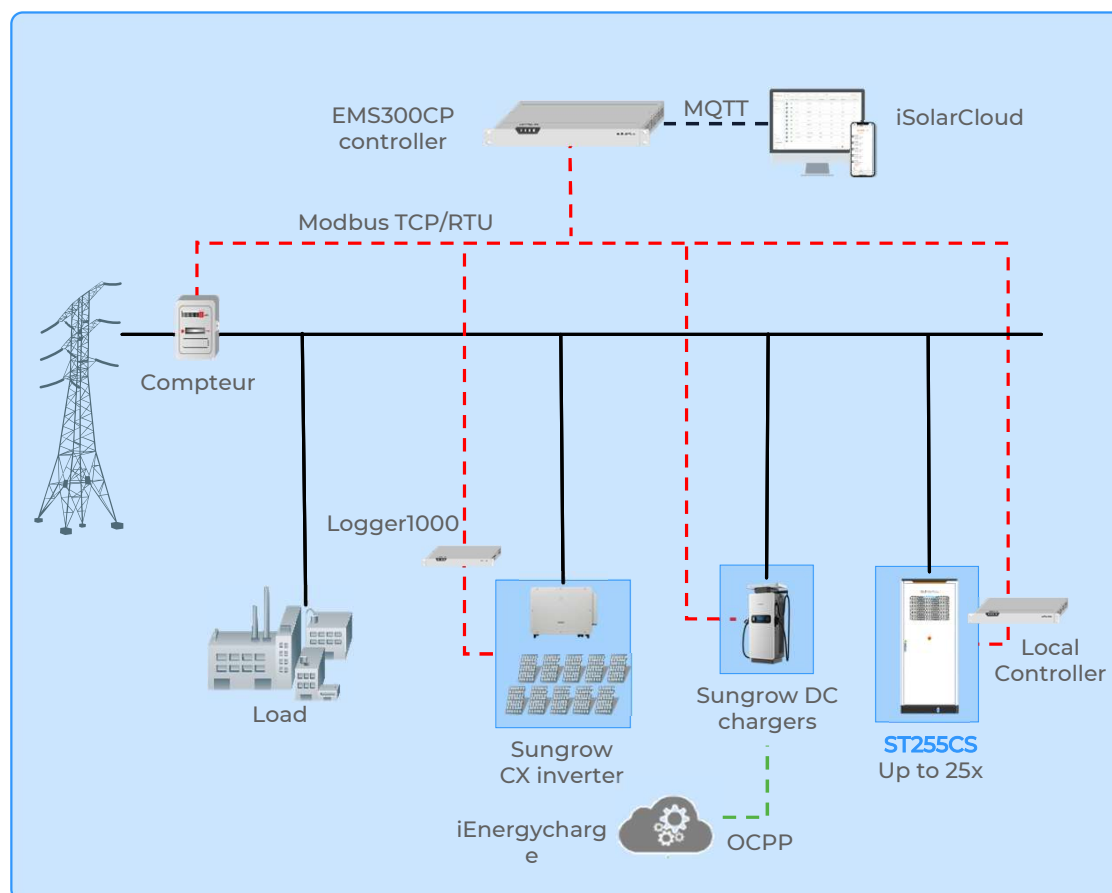 EMS300CP
controller
MQTT
iSolarCloud
Modbus TCP/RTU
Compteur
Logger1000
Load
Sungrow
CX inverter
Sungrow DC
chargers
ST255CS
Up to 25x
Local
Controller
iEnergycharg
e
OCPP